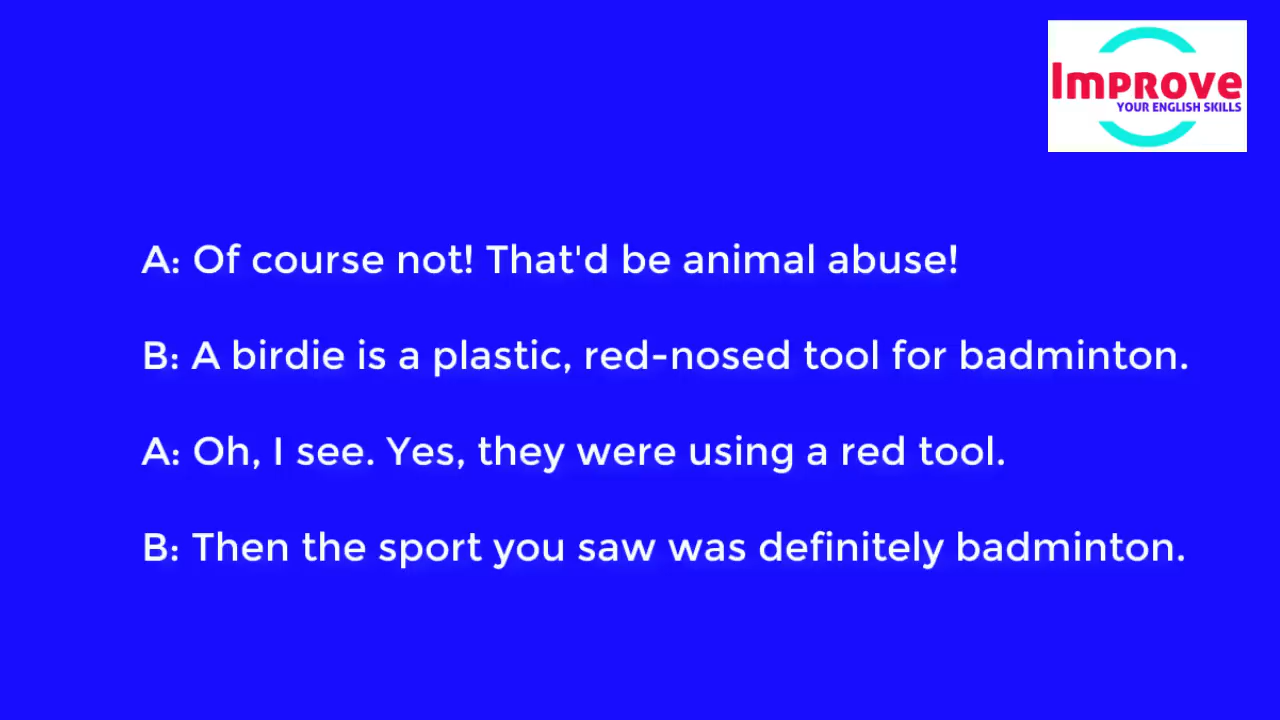 Improve
YOUR ENGLISH SKILLS
A: Of course not! That'd be animal abuse!
B: A birdie is a plastic, red-nosed tool for badminton.
A: Oh, I see. Yes, they were using a red tool.
B: Then the sport you saw was definitely badminton.